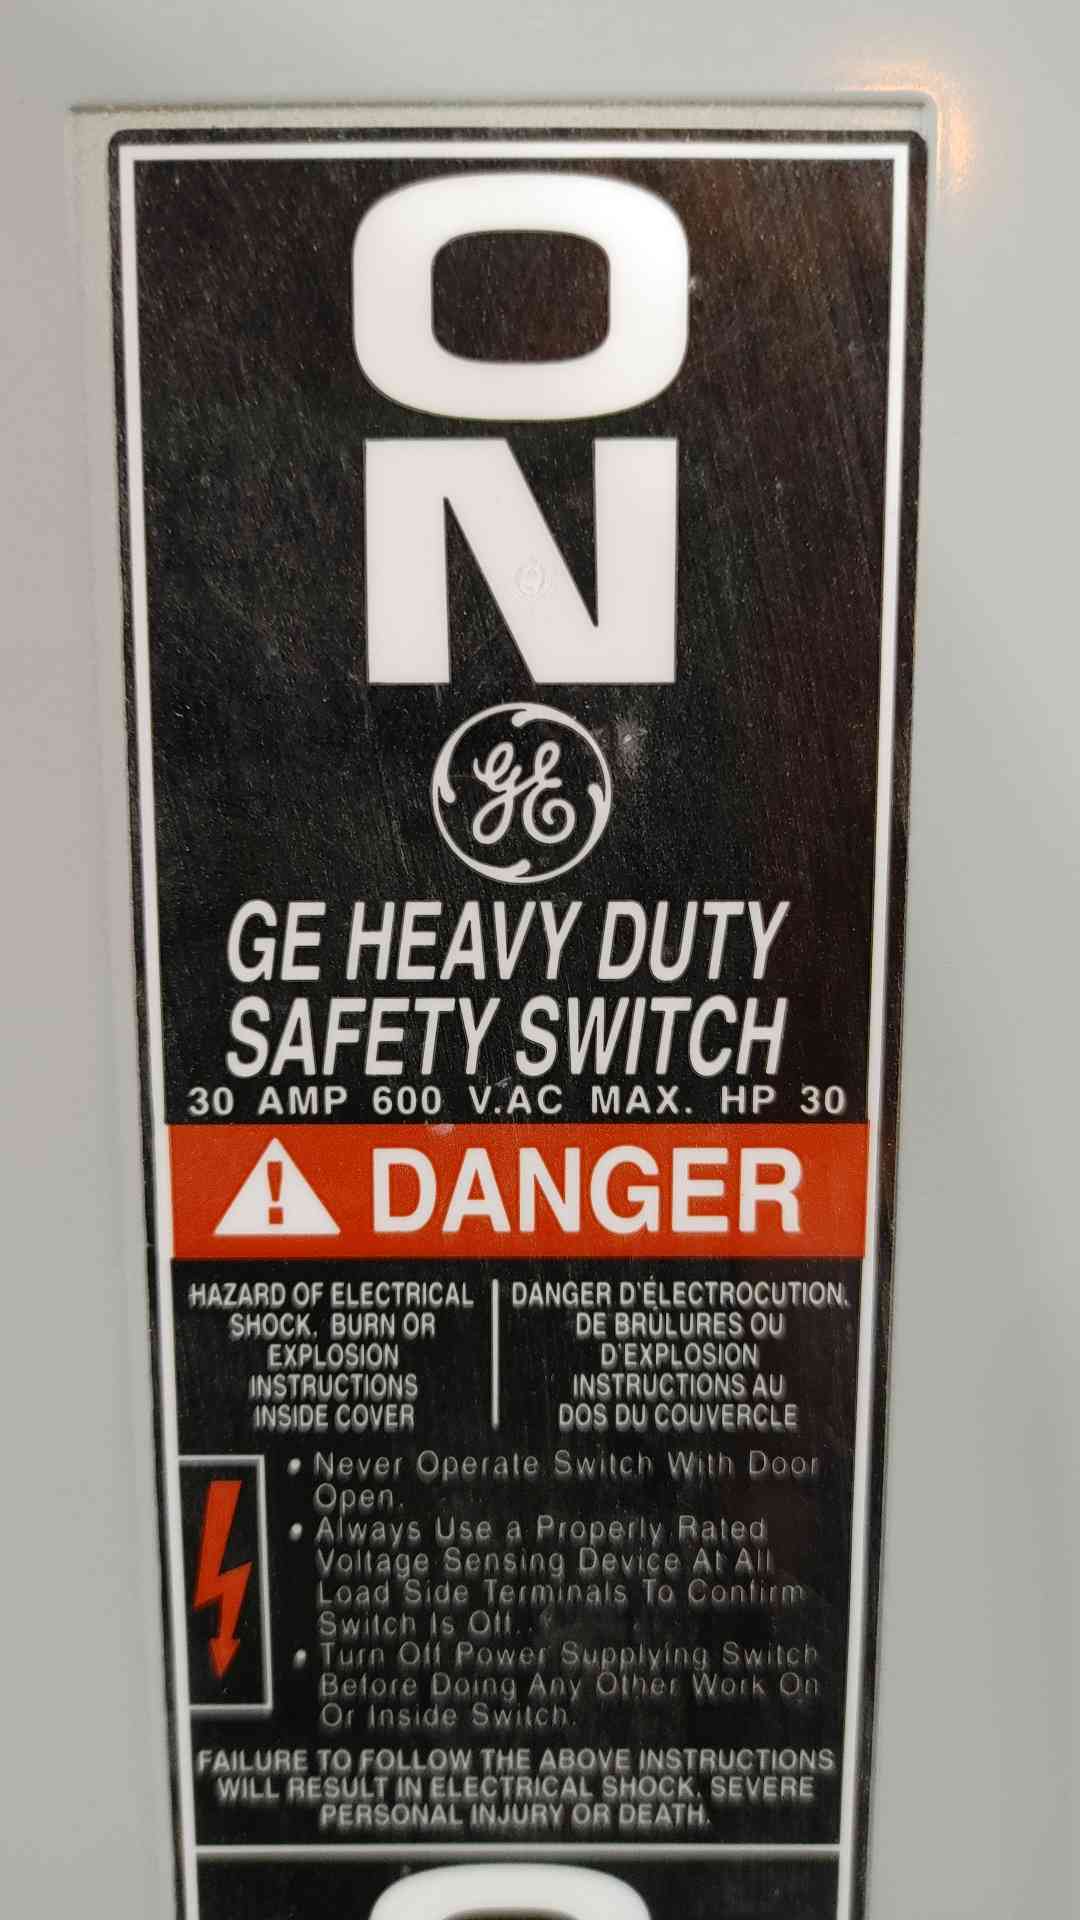 O
N
GE
GE HEAVY DUTY
SAFETY SWITCH
30 AMP 600 V.AC MAX. HP 30
DANGER
HAZARD OF ELECTRICAL
SHOCK, BURN OR
EXPLOSION
INSTRUCTIONS
INSIDE COVER
DANGER D'ÉLECTROCUTION,
DE BRÛLURES OU
D'EXPLOSION
INSTRUCTIONS AU
DOS DU COUVERCLE
• Never Operate Switch With Door
Open.
• Always Use a Properly Rated
Voltage Sensing Device At All
Load Side Terminals To Confirm
Switch Is Off.
• Turn Off Power Supplying Switch
Before Doing Any Other Work On
Or Inside Switch.
FAILURE TO FOLLOW THE ABOVE INSTRUCTIONS
WILL RESULT IN ELECTRICAL SHOCK, SEVERE
PERSONAL INJURY OR DEATH.